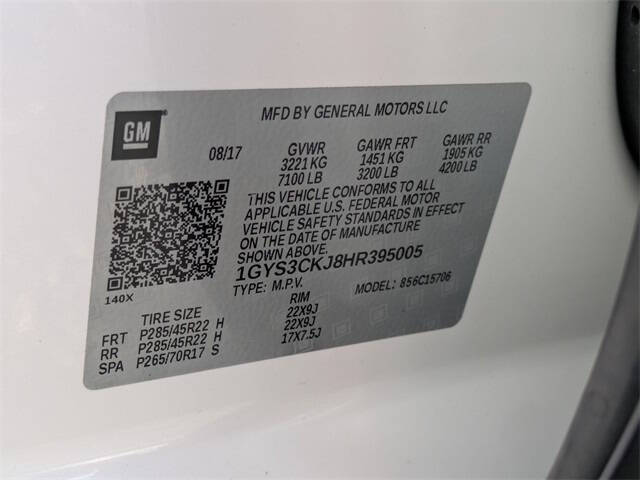 MFD BY GENERAL MOTORS LLC
GM
08/17 GVWR GAWR FRT GAWR RR
3221 KG 1451 KG 1905 KG
7100 LB 3200 LB 4200 LB
THIS VEHICLE CONFORMS TO ALL
APPLICABLE U.S. FEDERAL MOTOR
VEHICLE SAFETY STANDARDS IN EFFECT
ON THE DATE OF MANUFACTURE
SHOWN ABOVE.
1GYS3CKJ8HR395005
TYPE: M.P.V. MODEL: 856C15706
140X
TIRE SIZE RIM
FRT P285/45R22 H 22X9J
RR P285/45R22 H 22X9J
SPA P265/70R17 S 17X7.5J